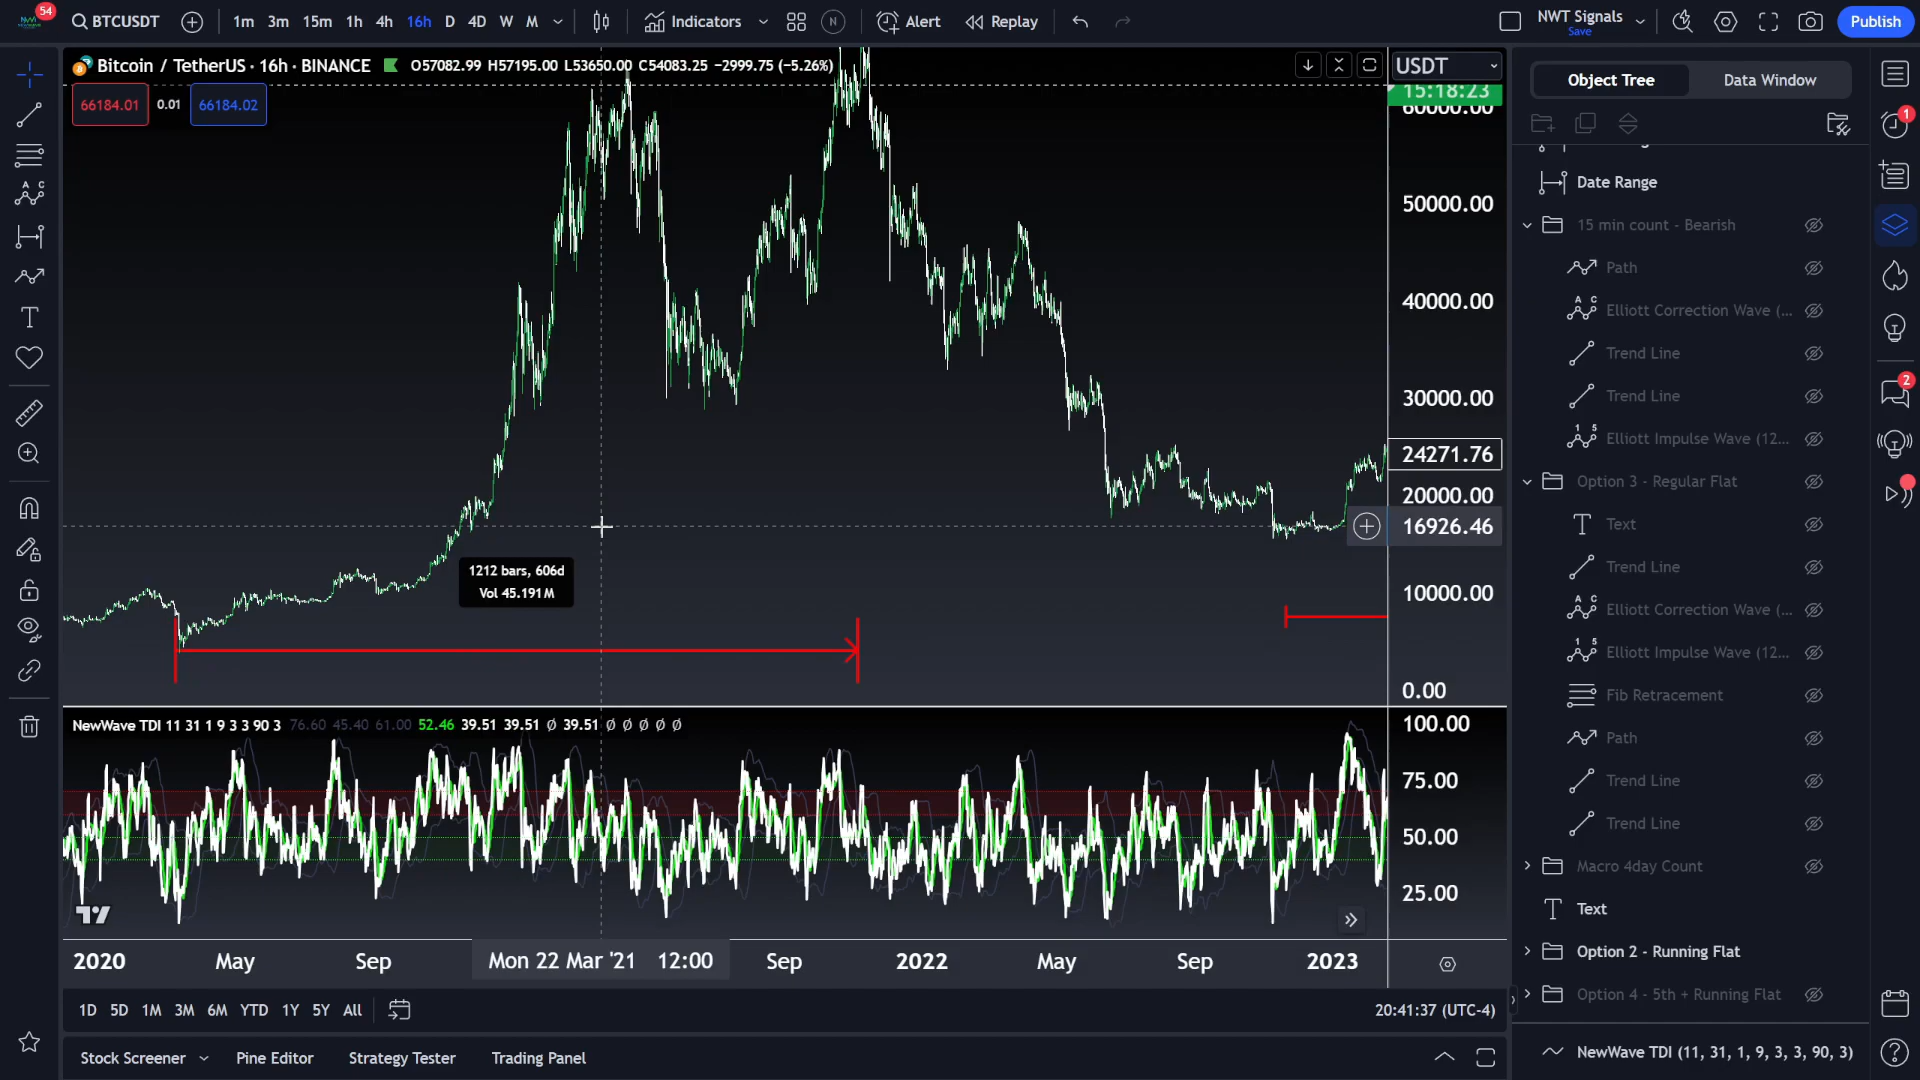 54
BTCUSDT
1m 3m 15m 1h 4h 16h D 4D W M
Indicators
N
Alert
Replay
NWT Signals
Save
Publish
Bitcoin / TetherUS · 16h · BINANCE
O57082.99 H57195.00 L53650.00 C54083.25 −2999.75 (−5.26%)
USDT
66184.01
0.01
66184.02
15:18:23
60000.00
50000.00
40000.00
30000.00
24271.76
20000.00
16926.46
10000.00
0.00
1212 bars, 606d
Vol 45.191M
NewWave TDI 11 31 1 9 3 3 90 3 76.60 45.40 61.00 52.46 39.51 39.51 Ø 39.51 Ø Ø Ø Ø Ø
100.00
75.00
50.00
25.00
2020 May Sep Mon 22 Mar '21 12:00 Sep 2022 May Sep 2023
1D 5D 1M 3M 6M YTD 1Y 5Y All
20:41:37 (UTC-4)
Stock Screener
Pine Editor
Strategy Tester
Trading Panel
Object Tree
Data Window
Date Range
15 min count - Bearish
Path
Elliott Correction Wave (...
Trend Line
Trend Line
Elliott Impulse Wave (12...
Option 3 - Regular Flat
Text
Trend Line
Elliott Correction Wave (...
Elliott Impulse Wave (12...
Fib Retracement
Path
Trend Line
Trend Line
Macro 4day Count
Text
Option 2 - Running Flat
Option 4 - 5th + Running Flat
NewWave TDI (11, 31, 1, 9, 3, 3, 90, 3)
1
2